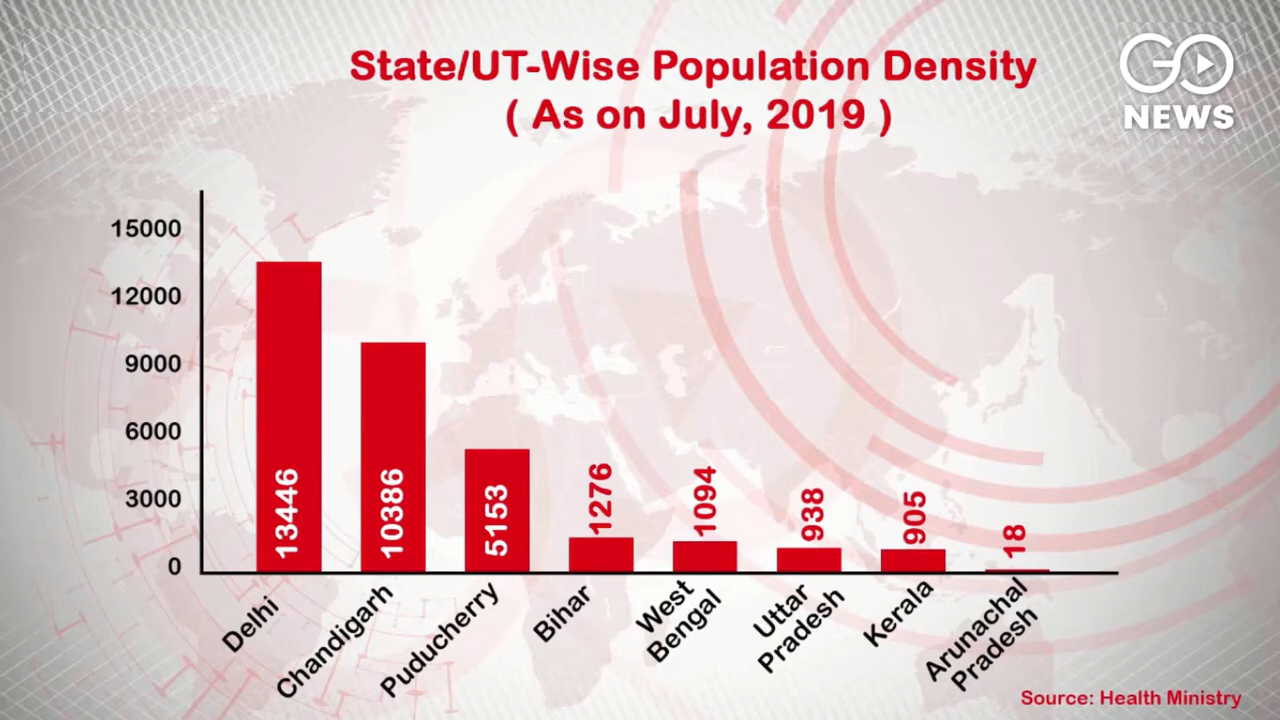 State/UT-Wise Population Density
( As on July, 2019 )
GO
NEWS
15000
12000
9000
6000
3000
0
13446
10386
5153
1276
1094
938
905
18
Delhi
Chandigarh
Puducherry
Bihar
West
Bengal
Uttar
Pradesh
Kerala
Arunachal
Pradesh
Source: Health Ministry